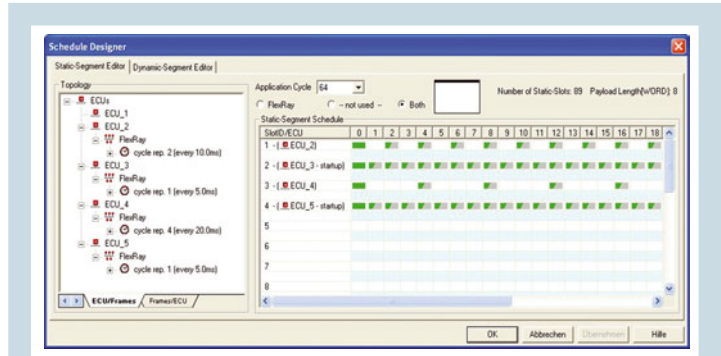 Schedule Designer
Static-Segment Editor Dynamic-Segment Editor
Topology
ECUs
ECU_1
ECU_2
FlexRay
cycle rep. 2 (every 10.0ms)
ECU_3
FlexRay
cycle rep. 1 (every 5.0ms)
ECU_4
FlexRay
cycle rep. 4 (every 20.0ms)
ECU_5
FlexRay
cycle rep. 1 (every 5.0ms)
ECU/Frames Frames/ECU
Application Cycle 64
FlexRay -- not used -- Both
Number of Static-Slots: 89 Payload Length(WORD): 8
Static-Segment Schedule
SlotID/ECU 0 1 2 3 4 5 6 7 8 9 10 11 12 13 14 15 16 17 18
1 -( ECU_2)
2 -( ECU_3 - startup)
3 -( ECU_4)
4 -( ECU_5 - startup)
5
6
7
8
OK Abbrechen Übernehmen Hilfe